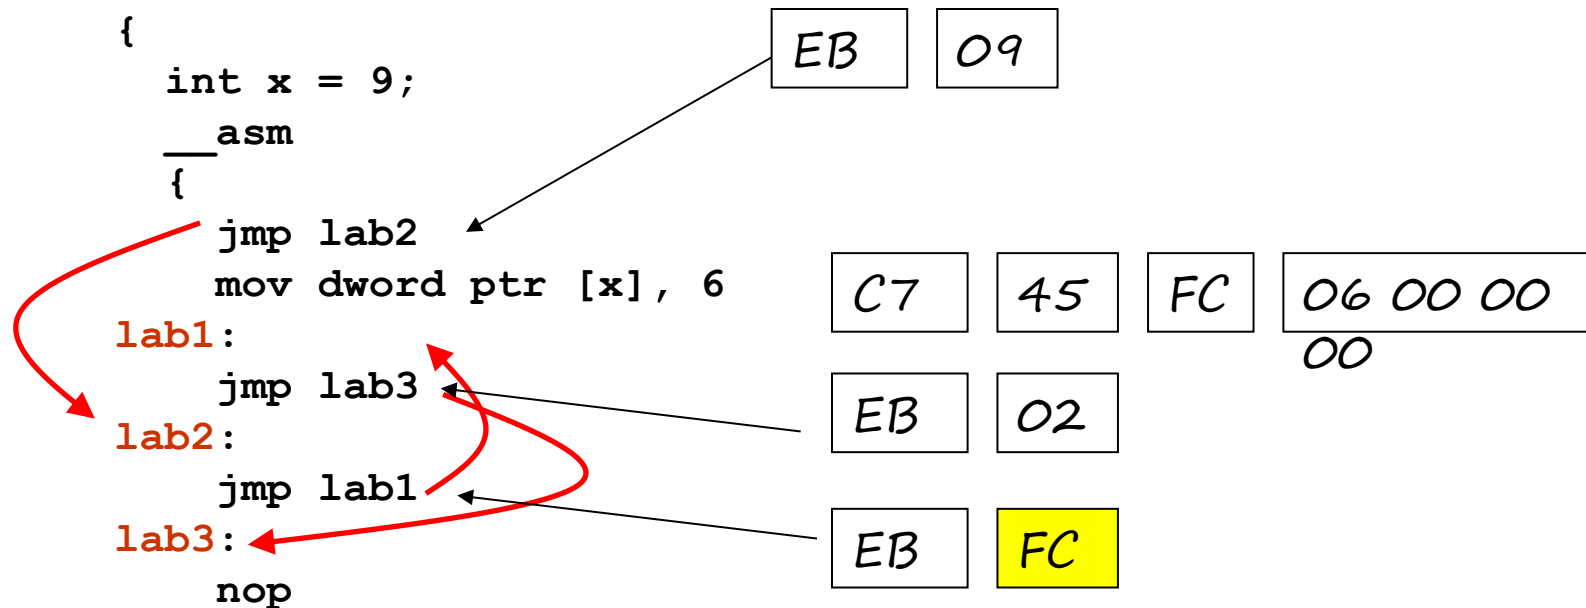 {
int x = 9;
__asm
{
jmp lab2
EB 09
mov dword ptr [x], 6
C7 45 FC 06 00 00
00
lab1:
jmp lab3
EB 02
lab2:
jmp lab1
EB FC
lab3:
nop